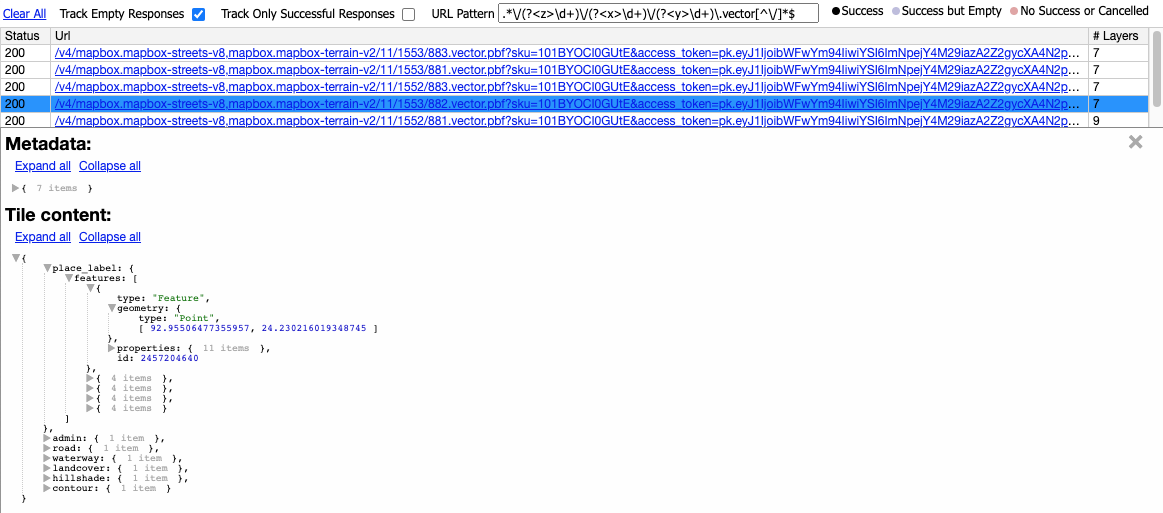 Clear All Track Empty Responses Track Only Successful Responses URL Pattern .*\/(?<z>\d+)\/(?<x>\d+)\/(?<y>\d+)\.vector[^\/]*$ Success Success but Empty No Success or Cancelled
Status Url # Layers
200 /v4/mapbox.mapbox-streets-v8,mapbox.mapbox-terrain-v2/11/1553/883.vector.pbf?sku=101BYOCI0GUtE&access_token=pk.eyJ1IjoibWFwYm94IiwiYSI6ImNpejY4M29iazA2Z2gycXA4N2p... 7
200 /v4/mapbox.mapbox-streets-v8,mapbox.mapbox-terrain-v2/11/1553/881.vector.pbf?sku=101BYOCI0GUtE&access_token=pk.eyJ1IjoibWFwYm94IiwiYSI6ImNpejY4M29iazA2Z2gycXA4N2p... 7
200 /v4/mapbox.mapbox-streets-v8,mapbox.mapbox-terrain-v2/11/1552/883.vector.pbf?sku=101BYOCI0GUtE&access_token=pk.eyJ1IjoibWFwYm94IiwiYSI6ImNpejY4M29iazA2Z2gycXA4N2p... 7
200 /v4/mapbox.mapbox-streets-v8,mapbox.mapbox-terrain-v2/11/1553/882.vector.pbf?sku=101BYOCI0GUtE&access_token=pk.eyJ1IjoibWFwYm94IiwiYSI6ImNpejY4M29iazA2Z2gycXA4N2p... 7
200 /v4/mapbox.mapbox-streets-v8,mapbox.mapbox-terrain-v2/11/1552/881.vector.pbf?sku=101BYOCI0GUtE&access_token=pk.eyJ1IjoibWFwYm94IiwiYSI6ImNpejY4M29iazA2Z2gycXA4N2p... 9
Metadata:
Expand all Collapse all
{ 7 items }
Tile content:
Expand all Collapse all
{
place_label: {
features: [
{
type: "Feature",
geometry: {
type: "Point",
[ 92.95506477355957, 24.230216019348745 ]
},
properties: { 11 items },
id: 2457204640
},
{ 4 items },
{ 4 items },
{ 4 items },
{ 4 items }
]
},
admin: { 1 item },
road: { 1 item },
waterway: { 1 item },
landcover: { 1 item },
hillshade: { 1 item },
contour: { 1 item }
}